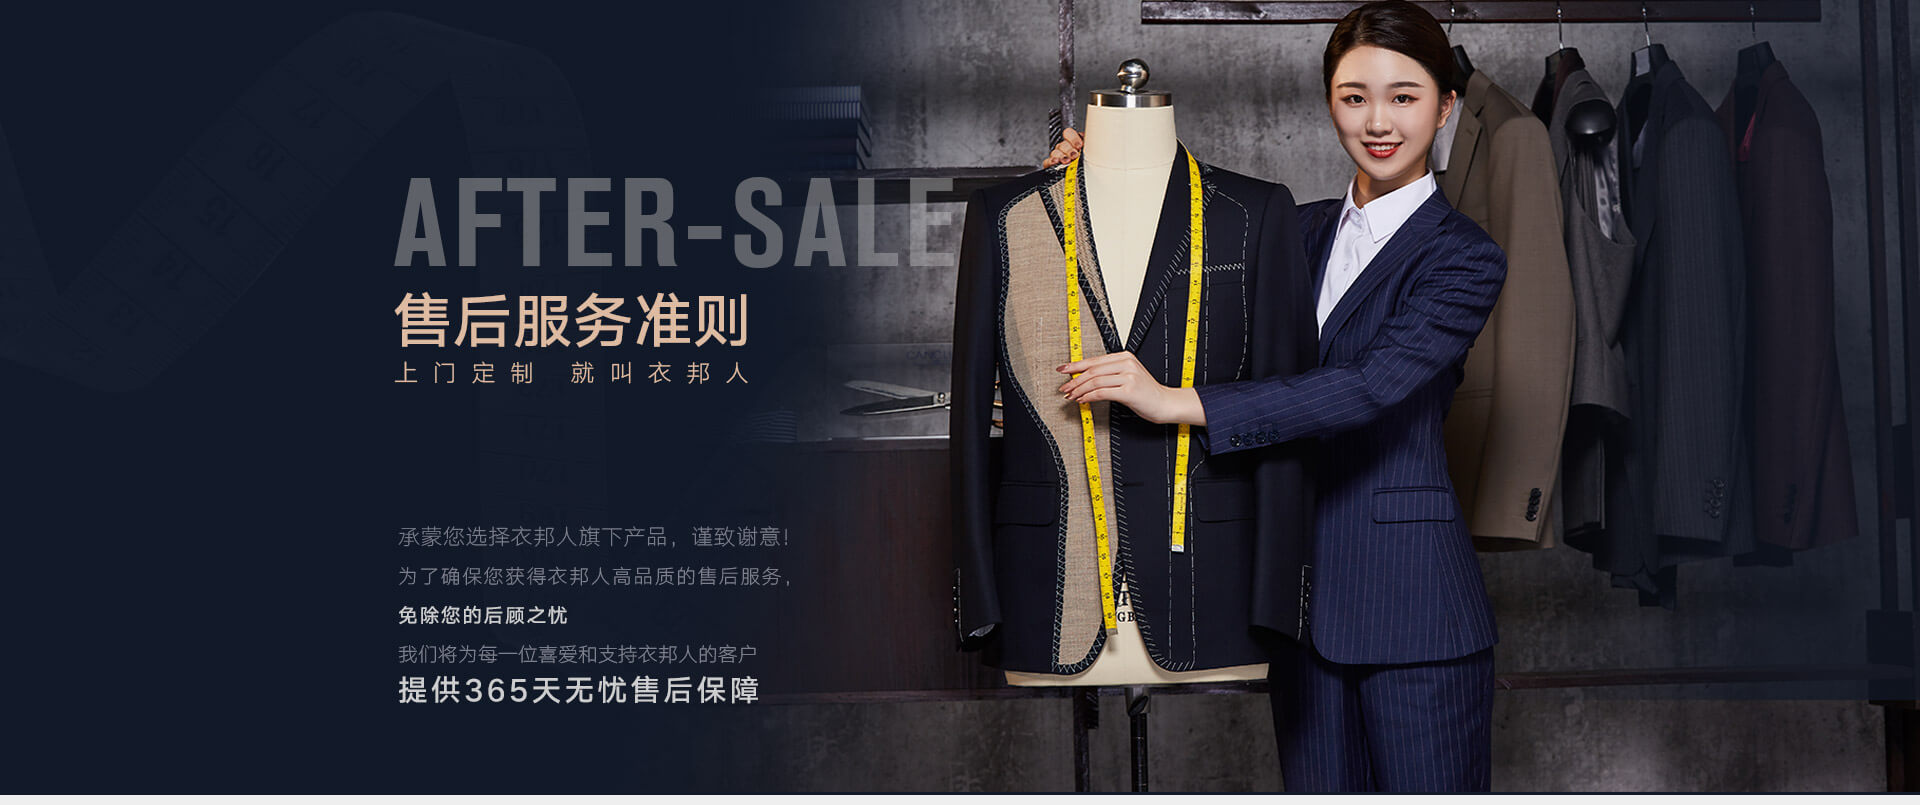 AFTER-SALE
售后服务准则
上门定制 就叫衣邦人
承蒙您选择衣邦人旗下产品，谨致谢意!
为了确保您获得衣邦人高品质的售后服务，
免除您的后顾之忧
我们将为每一位喜爱和支持衣邦人的客户
提供365天无忧售后保障